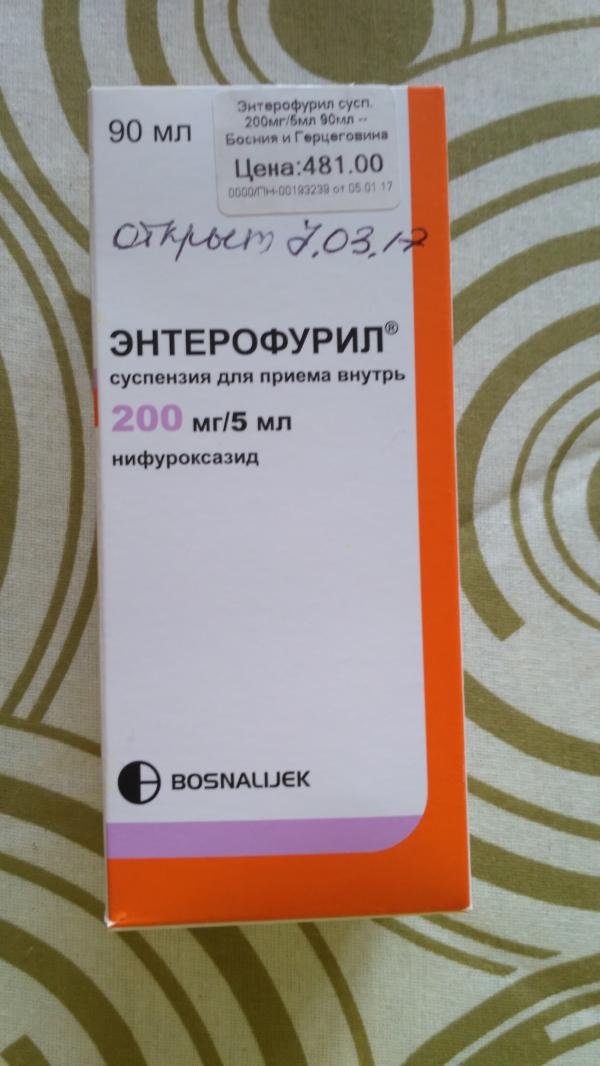 90 мл
Энтерофурил сусп.
200мг/5мл 90мл --
Босния и Герцеговина
Цена:481.00
0000/ПН-00193239 от 05.01.17
открыт 7.03.17
ЭНТЕРОФУРИЛ®
суспензия для приема внутрь
200 мг/5 мл
нифуроксазид
BOSNALIJEK